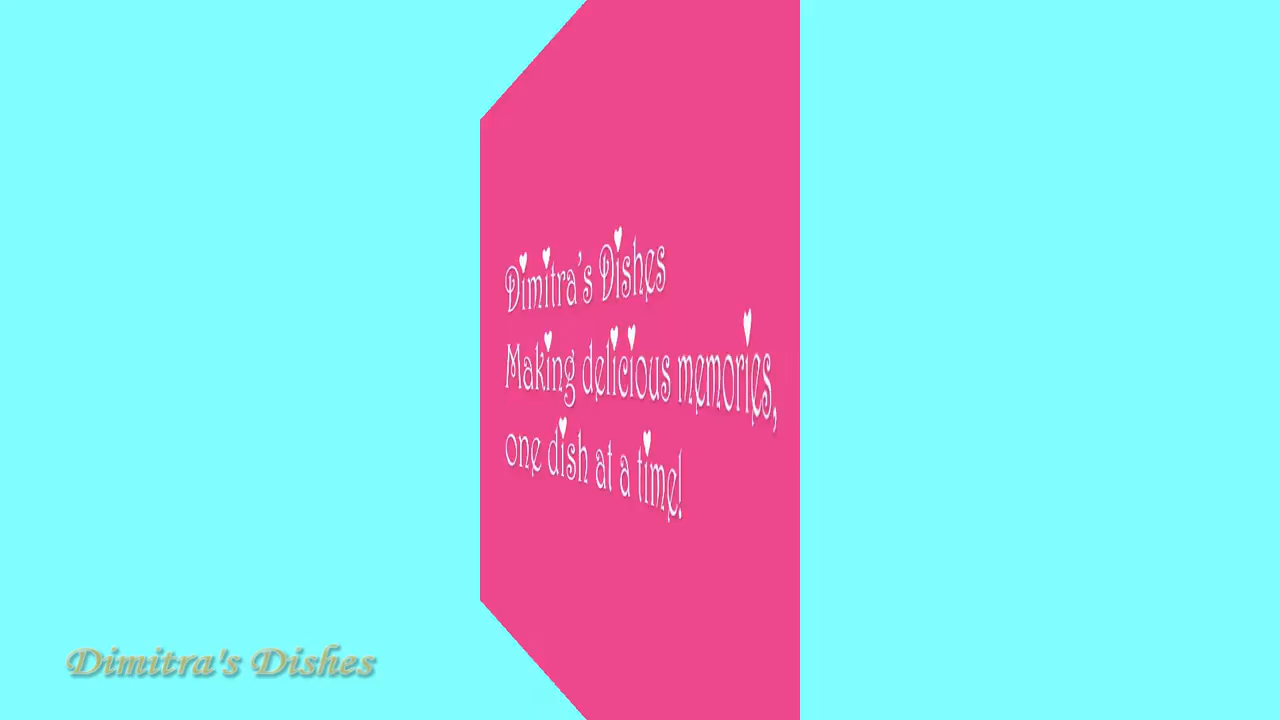 Dimitra's Dishes
Making delicious memories,
one dish at a time!
Dimitra's Dishes